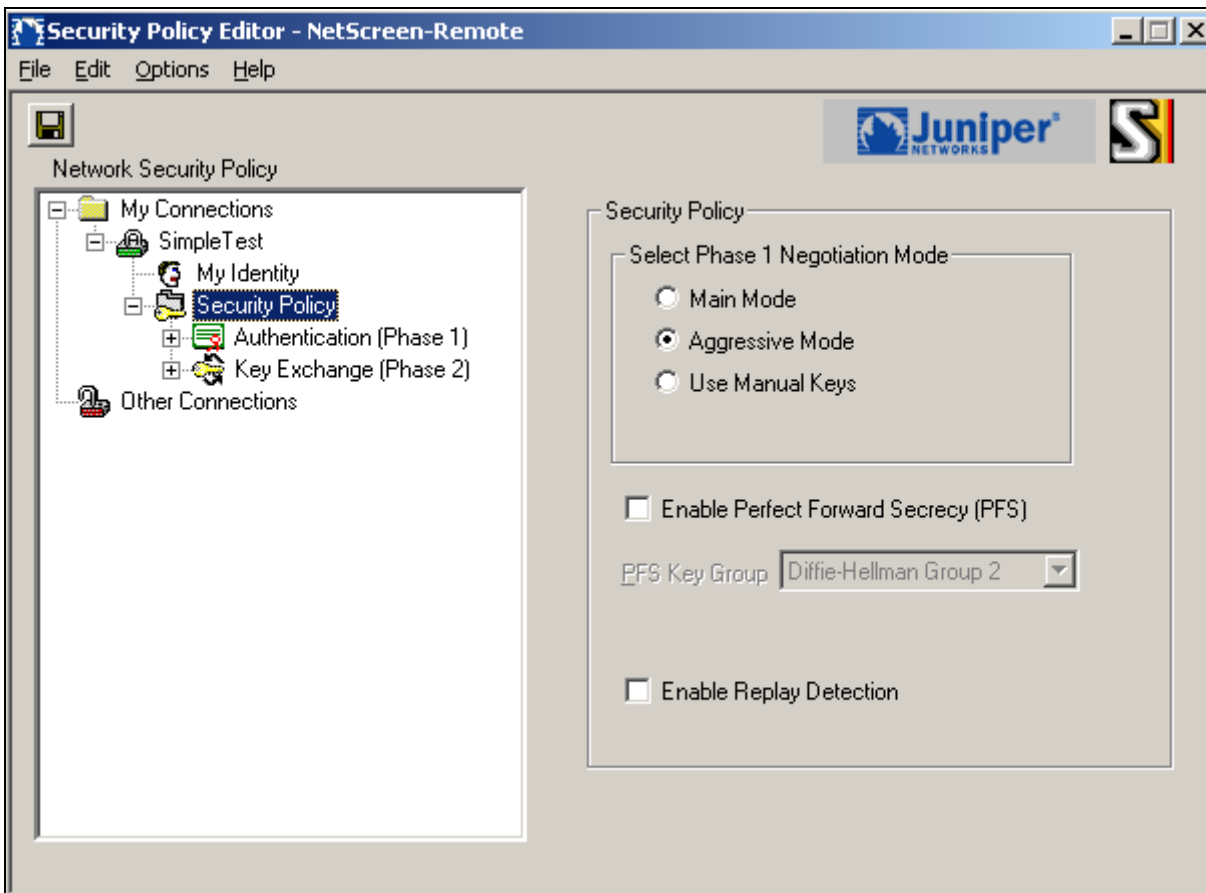 Security Policy Editor - NetScreen-Remote
File Edit Options Help
Juniper®
NETWORKS
S
Network Security Policy
My Connections
SimpleTest
My Identity
Security Policy
Authentication (Phase 1)
Key Exchange (Phase 2)
Other Connections
Security Policy
Select Phase 1 Negotiation Mode
Main Mode
Aggressive Mode
Use Manual Keys
Enable Perfect Forward Secrecy (PFS)
PFS Key Group Diffie-Hellman Group 2
Enable Replay Detection